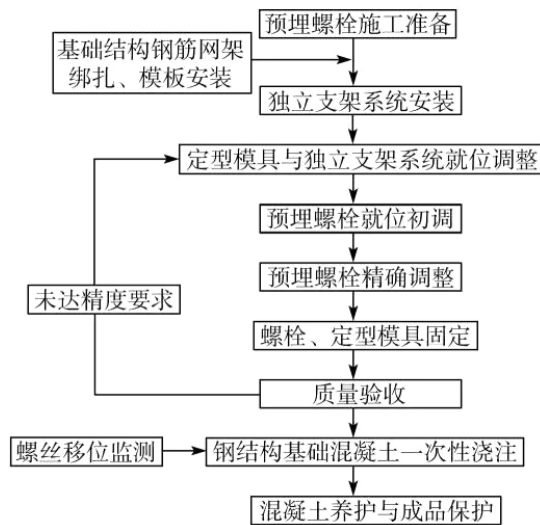 预埋螺栓施工准备
基础结构钢筋网架
绑扎、模板安装
独立支架系统安装
定型模具与独立支架系统就位调整
预埋螺栓就位初调
预埋螺栓精确调整
未达精度要求
螺栓、定型模具固定
质量验收
螺丝移位监测
钢结构基础混凝土一次性浇注
混凝土养护与成品保护